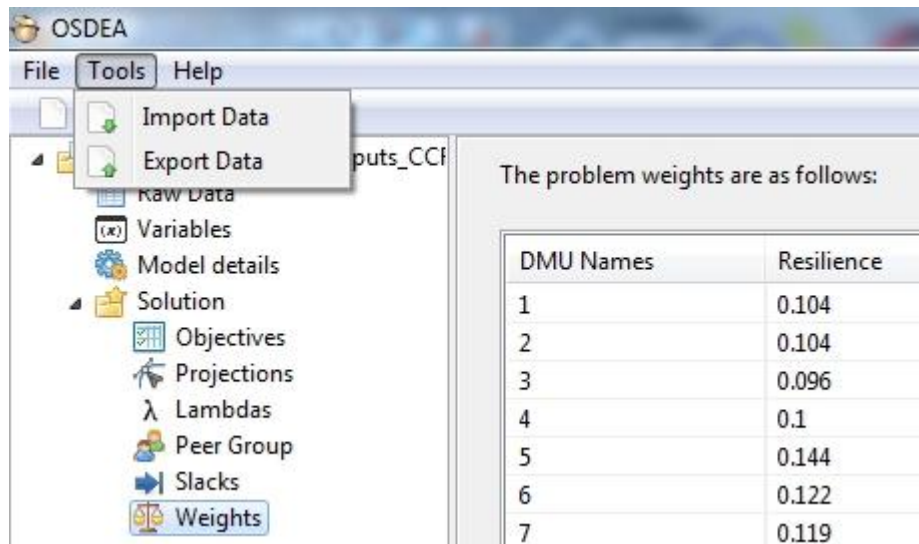 OSDEA
File Tools Help
Import Data
Export Data
puts_CCF
Raw Data
Variables
Model details
Solution
Objectives
Projections
λ Lambdas
Peer Group
Slacks
Weights
The problem weights are as follows:
DMU Names Resilience
1 0.104
2 0.104
3 0.096
4 0.1
5 0.144
6 0.122
7 0.119